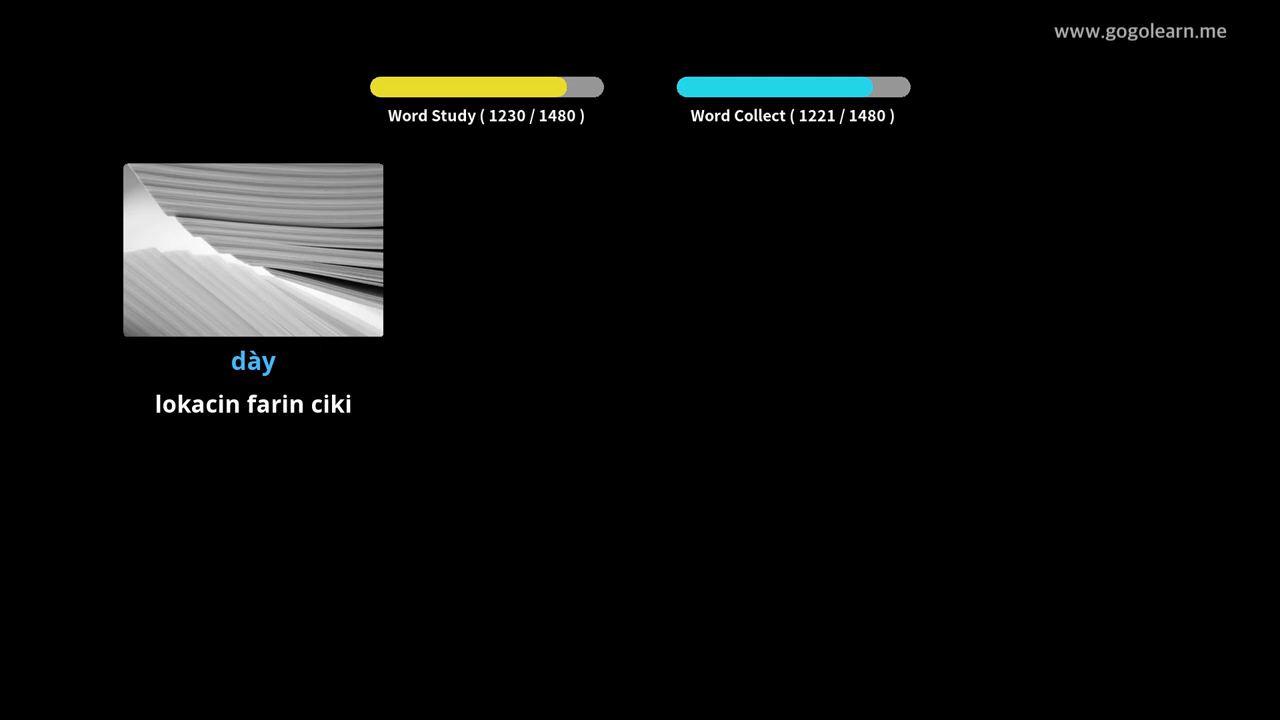 www.gogolearn.me
Word Study ( 1230 / 1480 )
Word Collect ( 1221 / 1480 )
dày
lokacin farin ciki